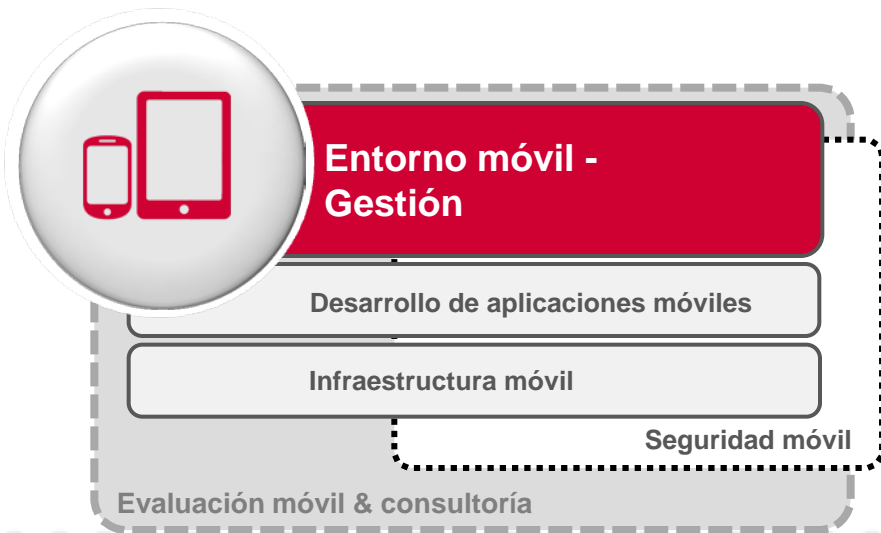 Entorno móvil -
Gestión
Desarrollo de aplicaciones móviles
Infraestructura móvil
Seguridad móvil
Evaluación móvil & consultoría